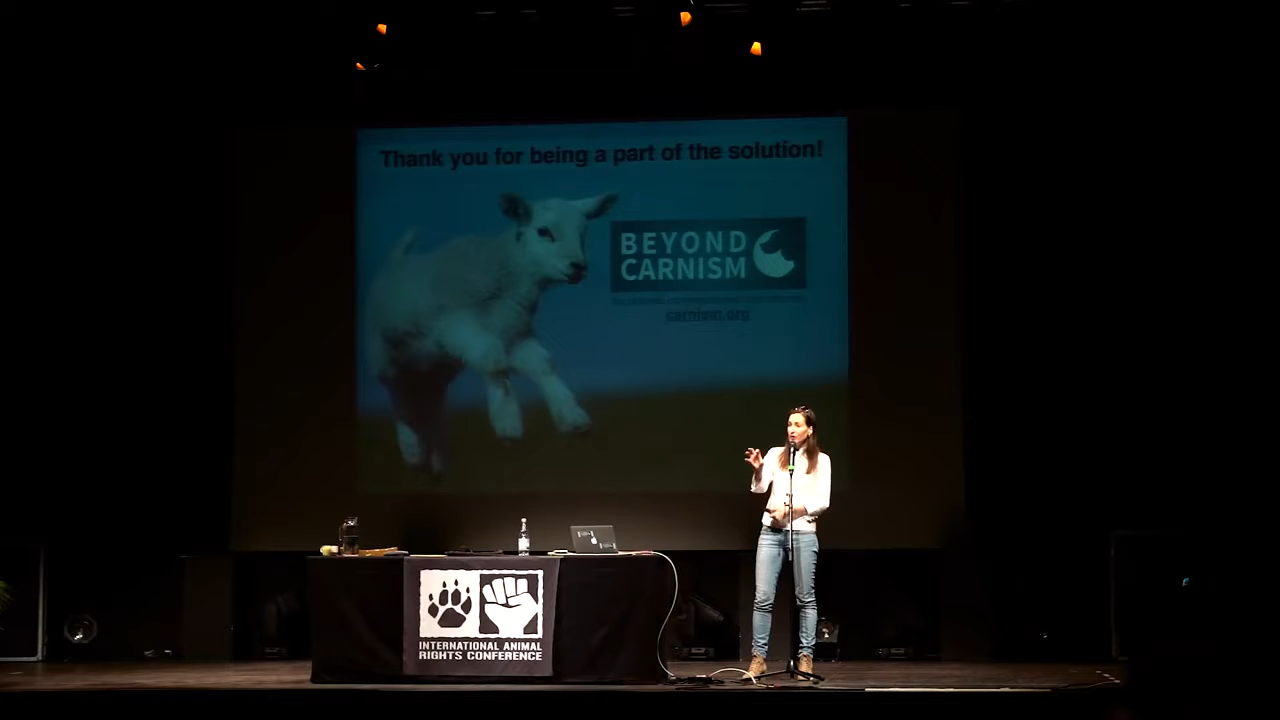 Thank you for being a part of the solution!
BEYOND
CARNISM
carnism.org
INTERNATIONAL ANIMAL
RIGHTS CONFERENCE